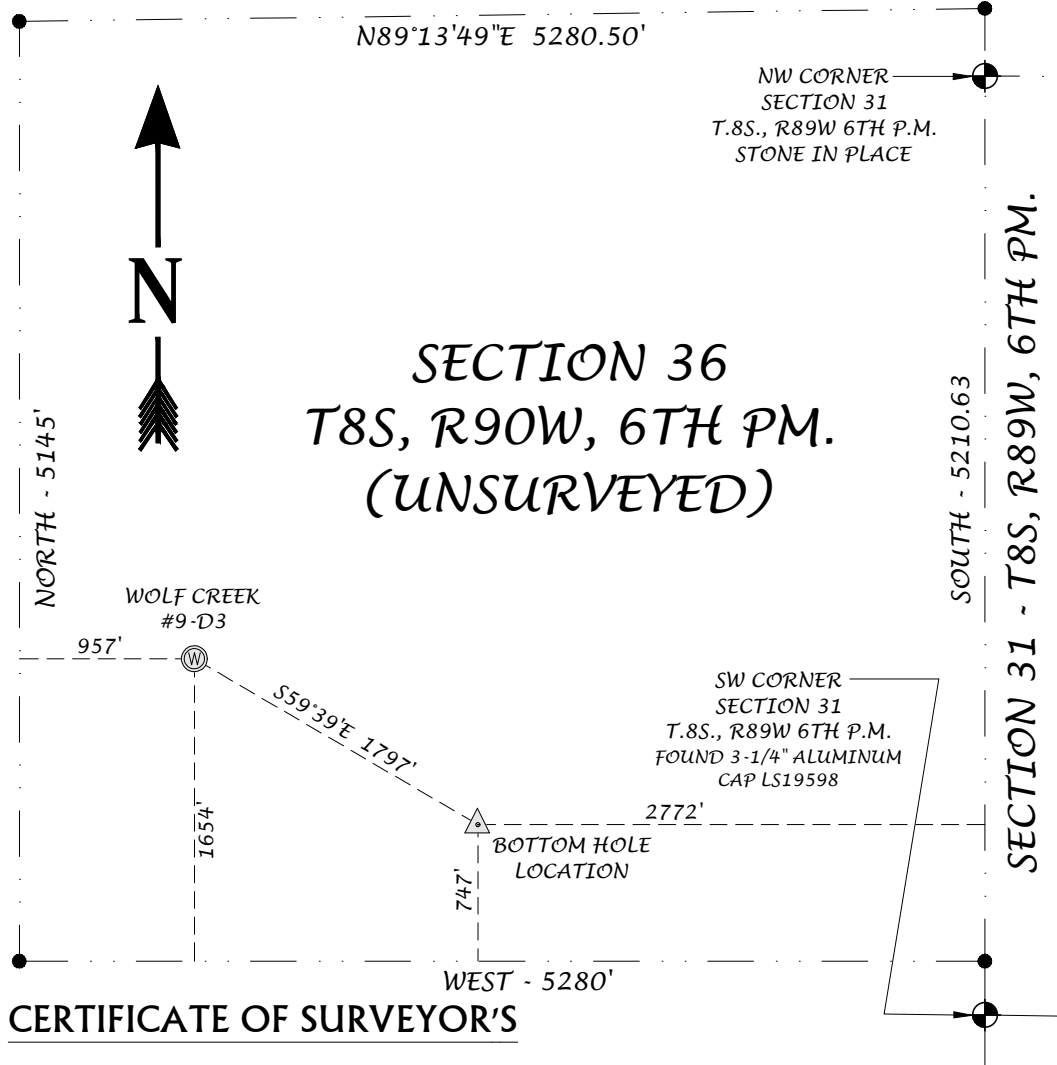 N89°13'49"E 5280.50'
NW CORNER
SECTION 31
T.8S., R89W 6TH P.M.
STONE IN PLACE
N
SECTION 36
T8S, R90W, 6TH PM.
(UNSURVEYED)
NORTH - 5145'
SOUTH - 5210.63
SECTION 31 - T8S, R89W, 6TH PM.
WOLF CREEK
#9-D3
957'
W
S59°39'E 1797'
1654'
SW CORNER
SECTION 31
T.8S., R89W 6TH P.M.
FOUND 3-1/4" ALUMINUM
CAP LS19598
2772'
BOTTOM HOLE
LOCATION
747'
WEST - 5280'
CERTIFICATE OF SURVEYOR'S